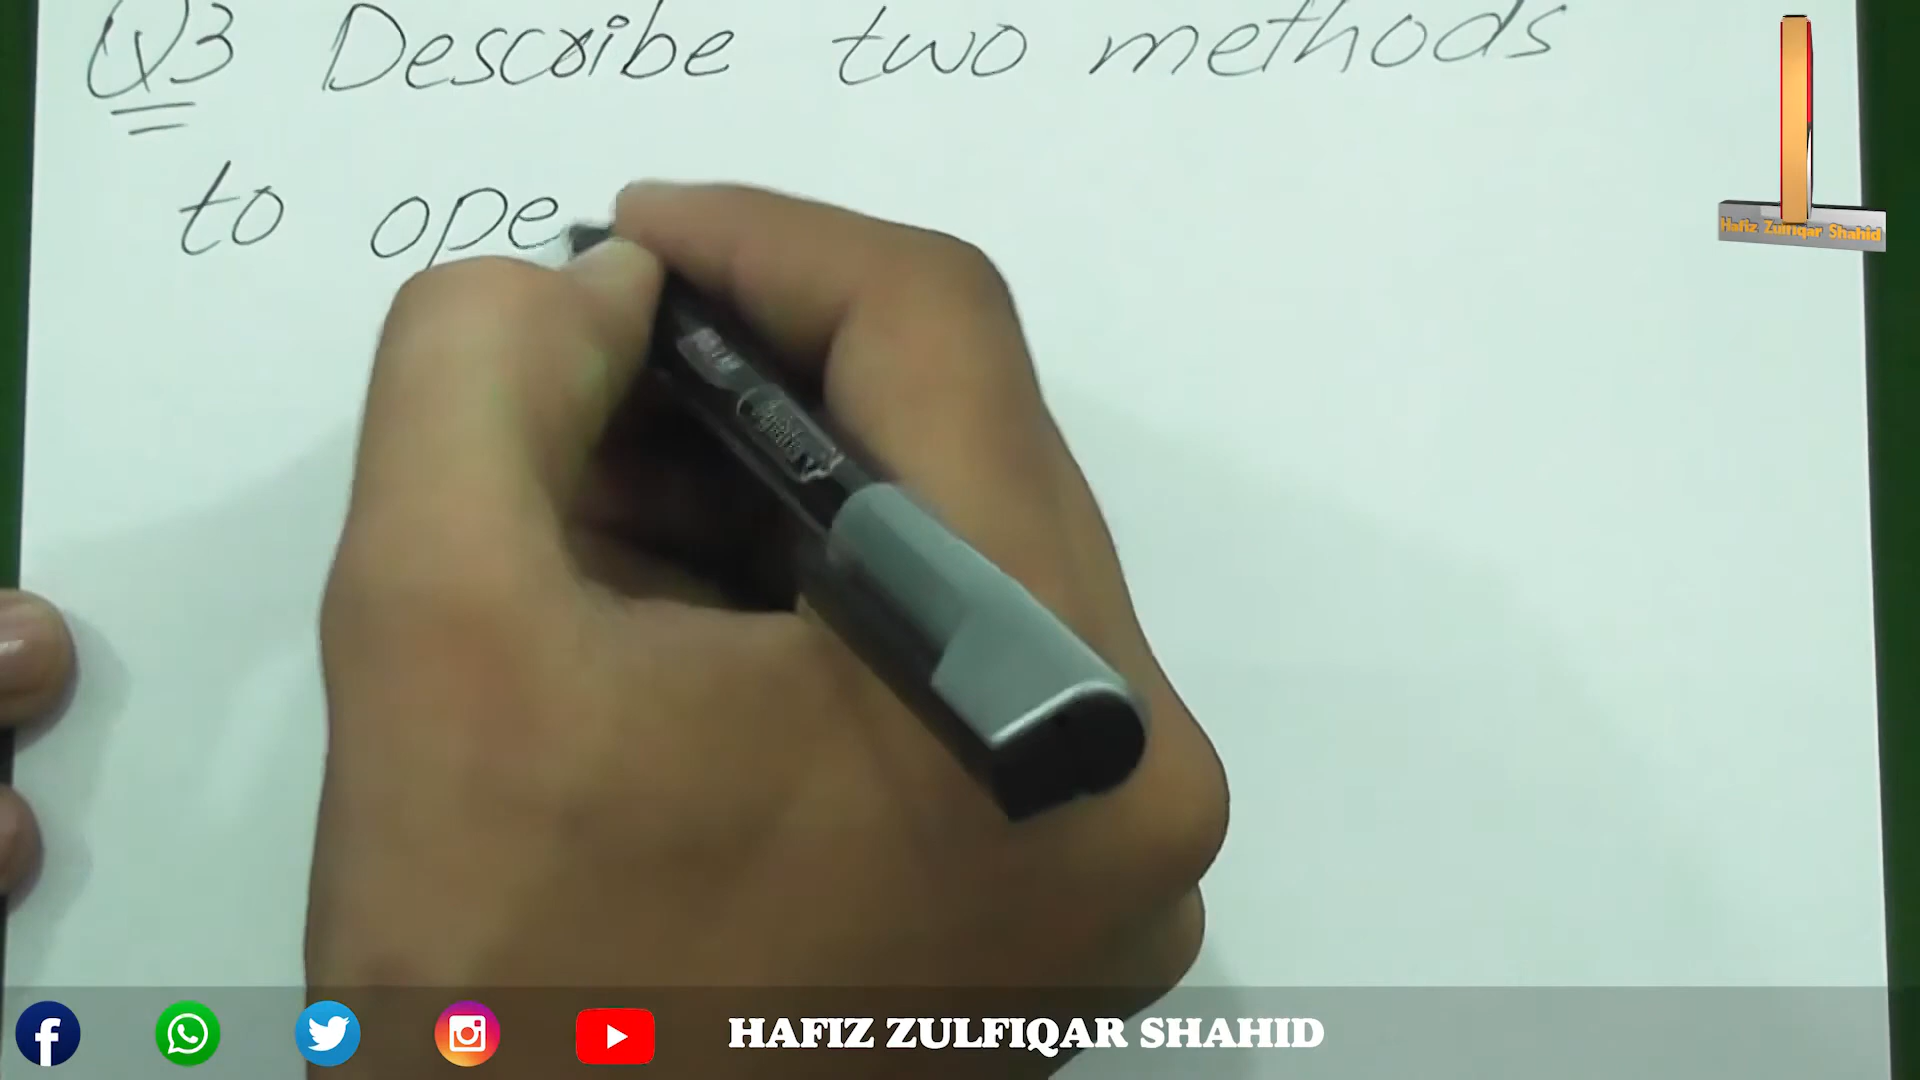 Q3 Describe two methods
to ope
Hafiz Zulfiqar Shahid
HAFIZ ZULFIQAR SHAHID